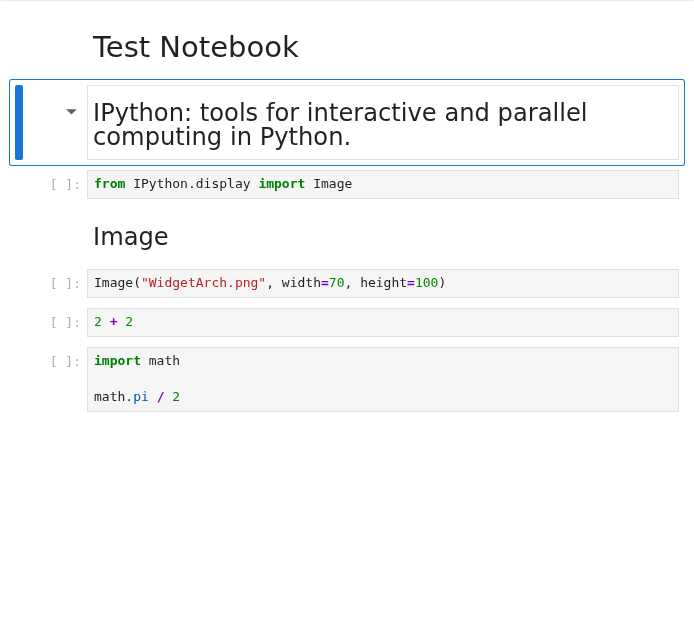 Test Notebook
IPython: tools for interactive and parallel
computing in Python.
[ ]: from IPython.display import Image
Image
[ ]: Image("WidgetArch.png", width=70, height=100)
[ ]: 2 + 2
[ ]: import math
math.pi / 2